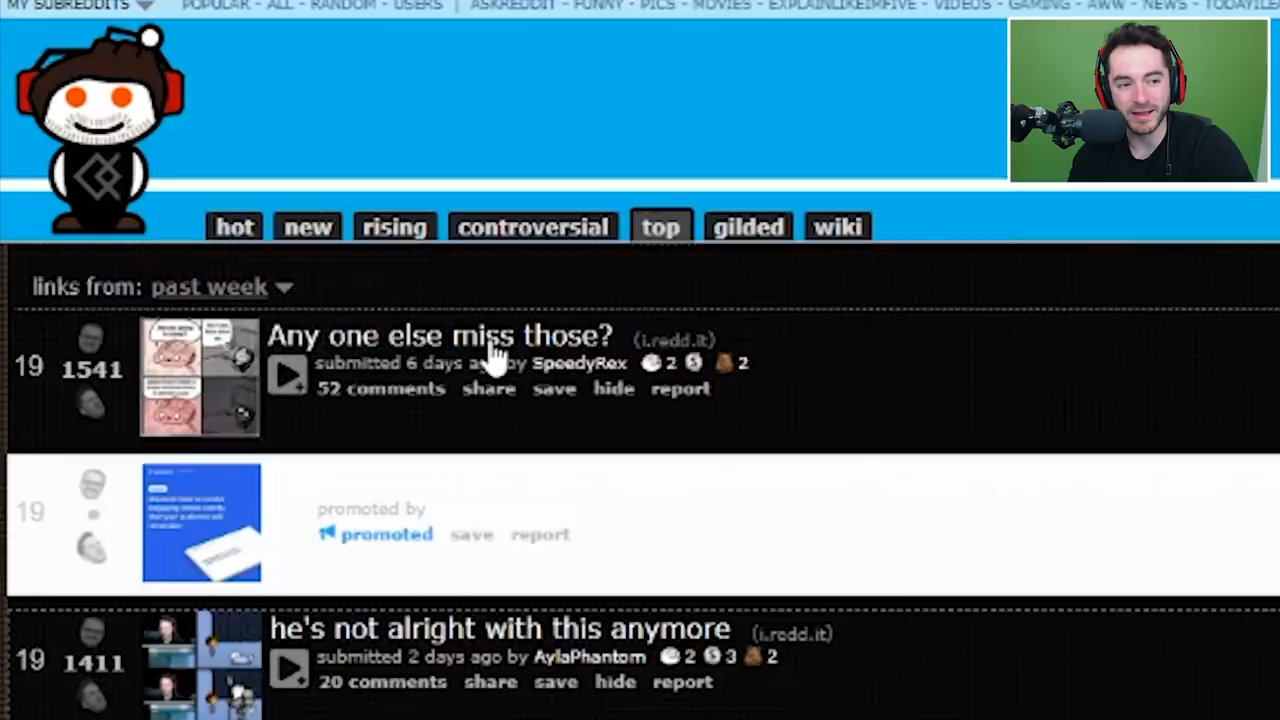 MY SUBREDDITS POPULAR - ALL - RANDOM - USERS | ASKREDDIT - FUNNY - PICS - MOVIES - EXPLAINLIKEIMFIVE - VIDEOS - GAMING - AWW - NEWS - TODAYILEA
hot new rising controversial top gilded wiki
links from: past week
Any one else miss those? (i.redd.it)
19 1541 submitted 6 days ago by SpeedyRex 2 2
52 comments share save hide report
promoted by
19 promoted save report
he's not alright with this anymore (i.redd.it)
19 1411 submitted 2 days ago by AylaPhantom 2 3 2
20 comments share save hide report